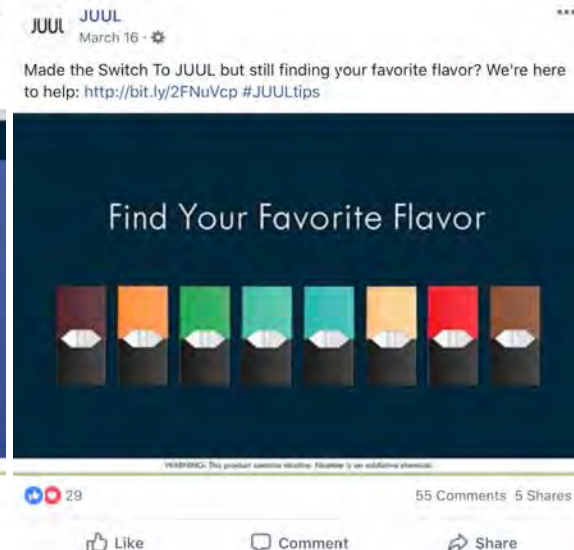 JUUL
JUUL
March 16 ·
Made the Switch To JUUL but still finding your favorite flavor? We're here
to help: http://bit.ly/2FNuVcp #JUULtips
Find Your Favorite Flavor
WARNING: This product contains nicotine. Nicotine is an addictive chemical.
29
55 Comments 5 Shares
Like
Comment
Share